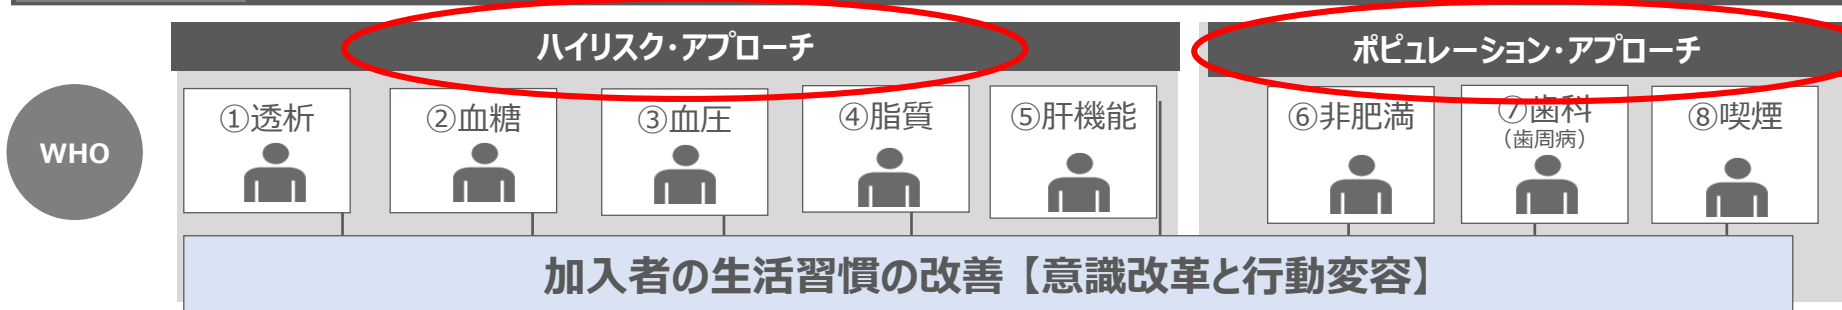 ハイリスク・アプローチ
ポピュレーション・アプローチ
WHO
①透析
②血糖
③血圧
④脂質
⑤肝機能
⑥非肥満
⑦歯科
（歯周病）
⑧喫煙
加入者の生活習慣の改善【意識改革と行動変容】